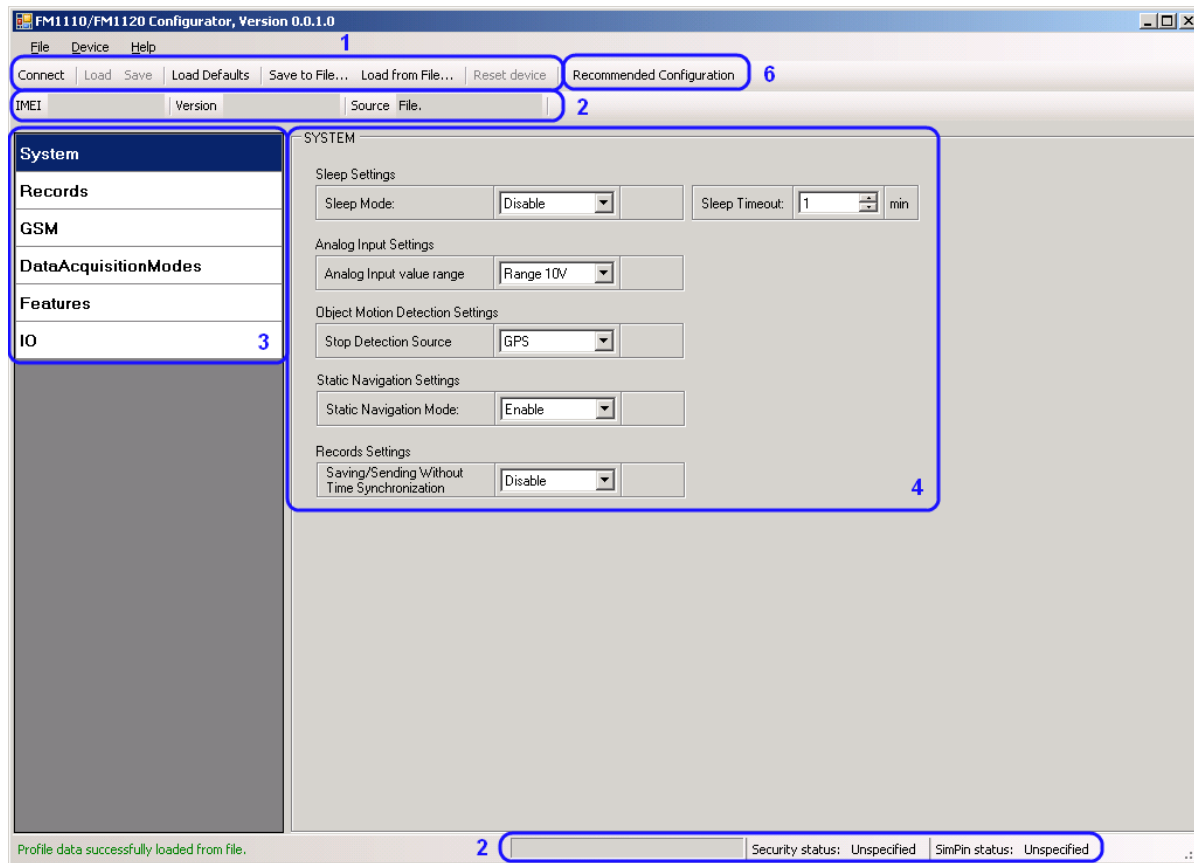 FM1110/FM1120 Configurator, Version 0.0.1.0
File Device Help
1
Connect Load Save Load Defaults Save to File... Load from File... Reset device Recommended Configuration 6
IMEI Version Source File. 2
System
Records
GSM
DataAcquisitionModes
Features
IO 3
SYSTEM
Sleep Settings
Sleep Mode: Disable Sleep Timeout: 1 min
Analog Input Settings
Analog Input value range Range 10V
Object Motion Detection Settings
Stop Detection Source GPS
Static Navigation Settings
Static Navigation Mode: Enable
Records Settings
Saving/Sending Without
Time Synchronization Disable
4
Profile data successfully loaded from file. 2 Security status: Unspecified SimPin status: Unspecified